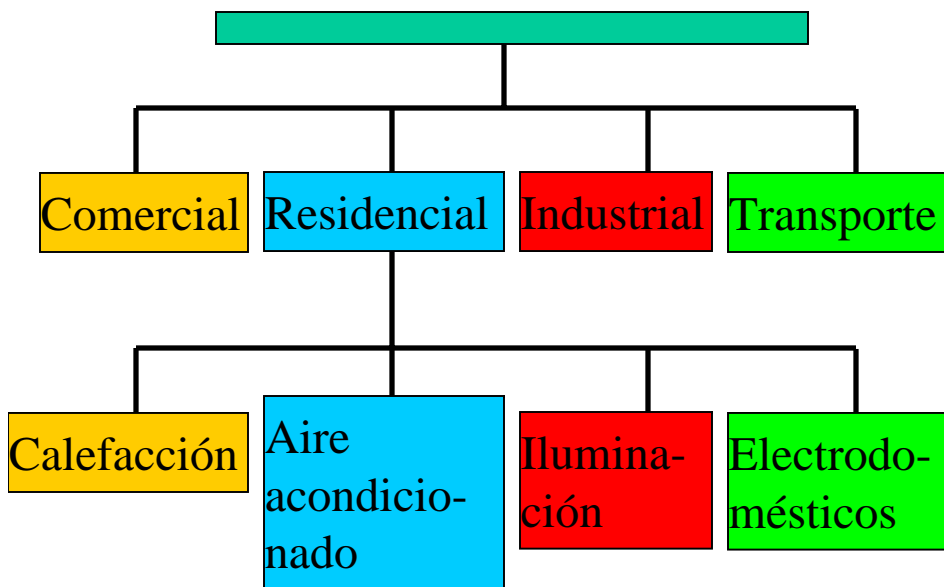 Comercial
Residencial
Industrial
Transporte
Calefacción
Aire
acondicio-
nado
Ilumina-
ción
Electrodo-
mésticos